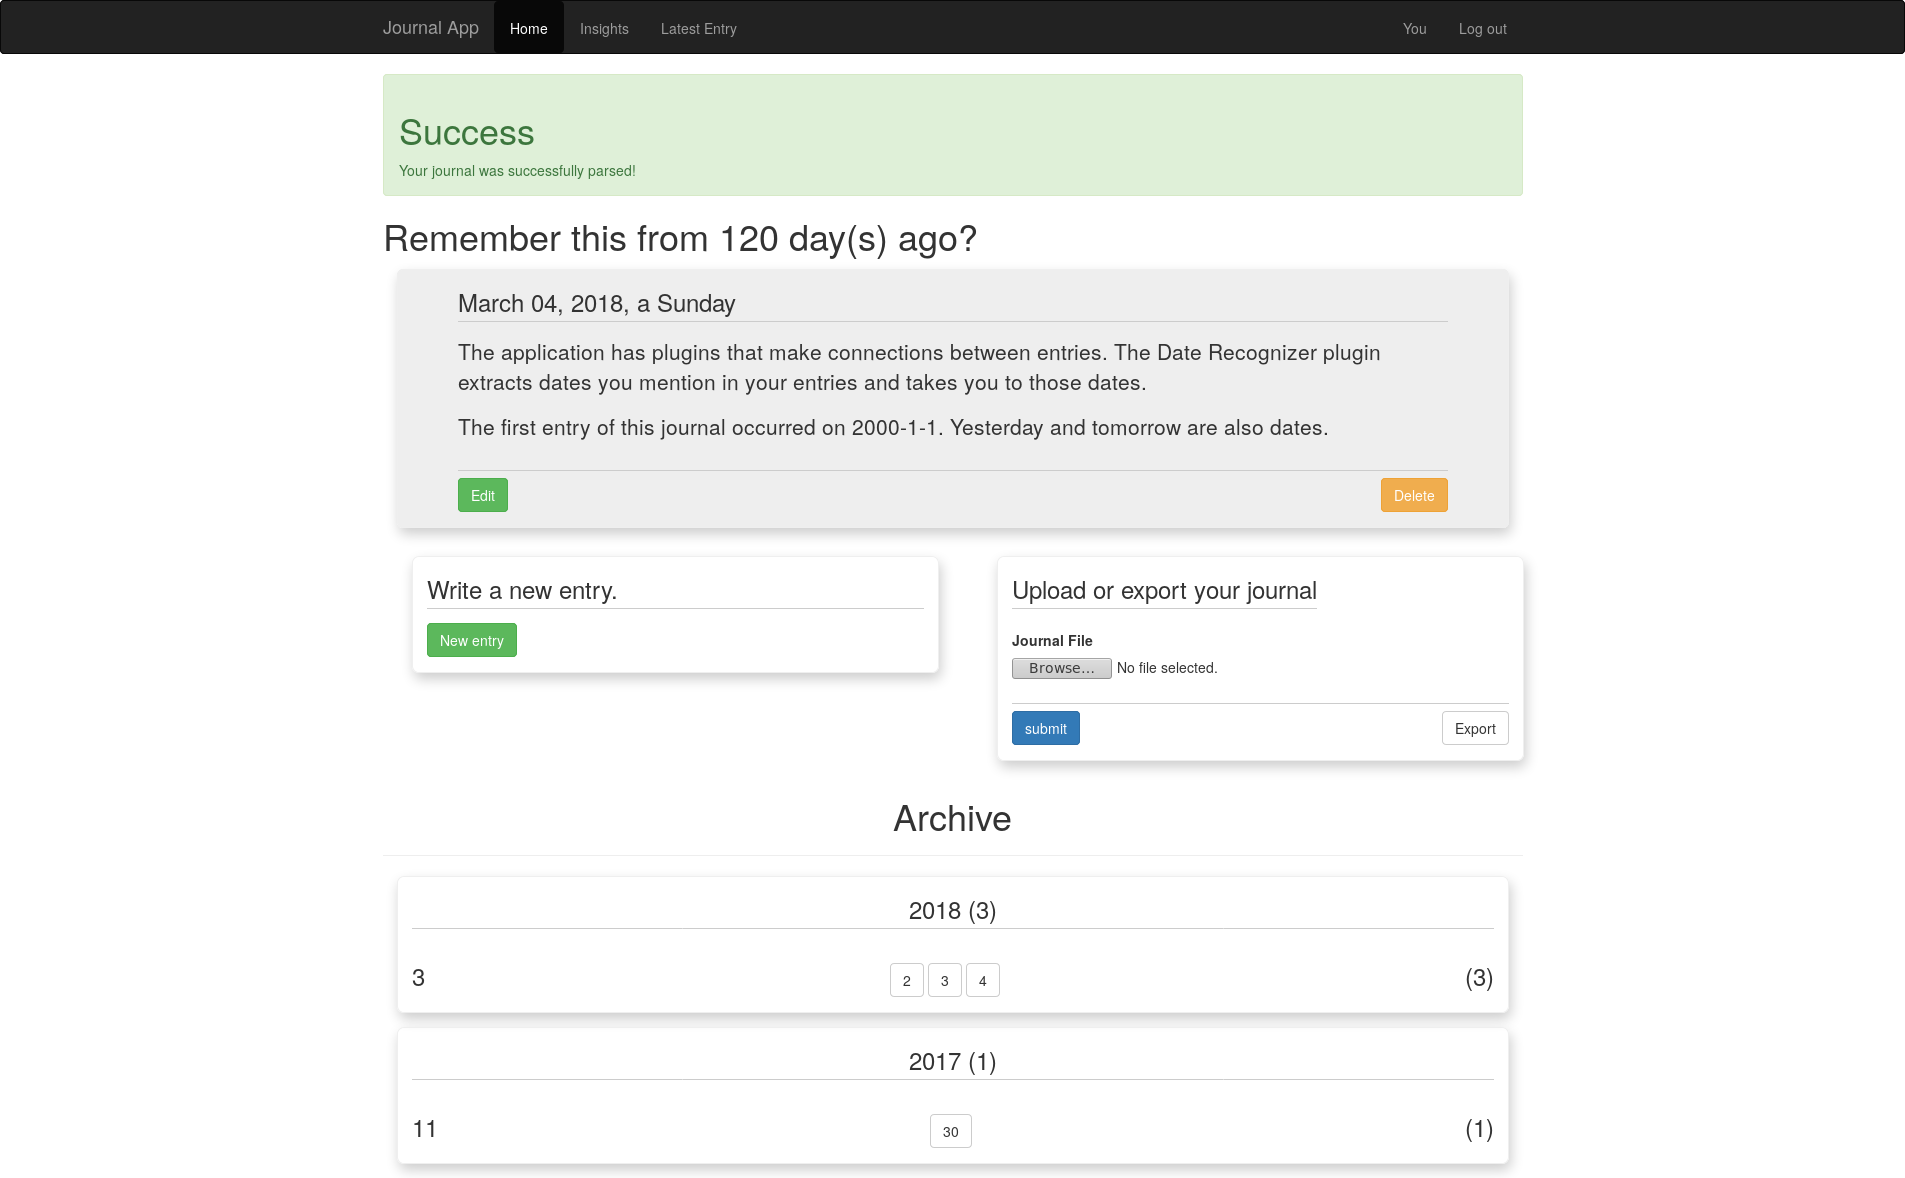 Journal App Home Insights Latest Entry You Log out
Success
Your journal was successfully parsed!
Remember this from 120 day(s) ago?
March 04, 2018, a Sunday
The application has plugins that make connections between entries. The Date Recognizer plugin
extracts dates you mention in your entries and takes you to those dates.
The first entry of this journal occurred on 2000-1-1. Yesterday and tomorrow are also dates.
Edit Delete
Write a new entry.
New entry
Upload or export your journal
Journal File
Browse... No file selected.
submit Export
Archive
2018 (3)
3 2 3 4 (3)
2017 (1)
11 30 (1)